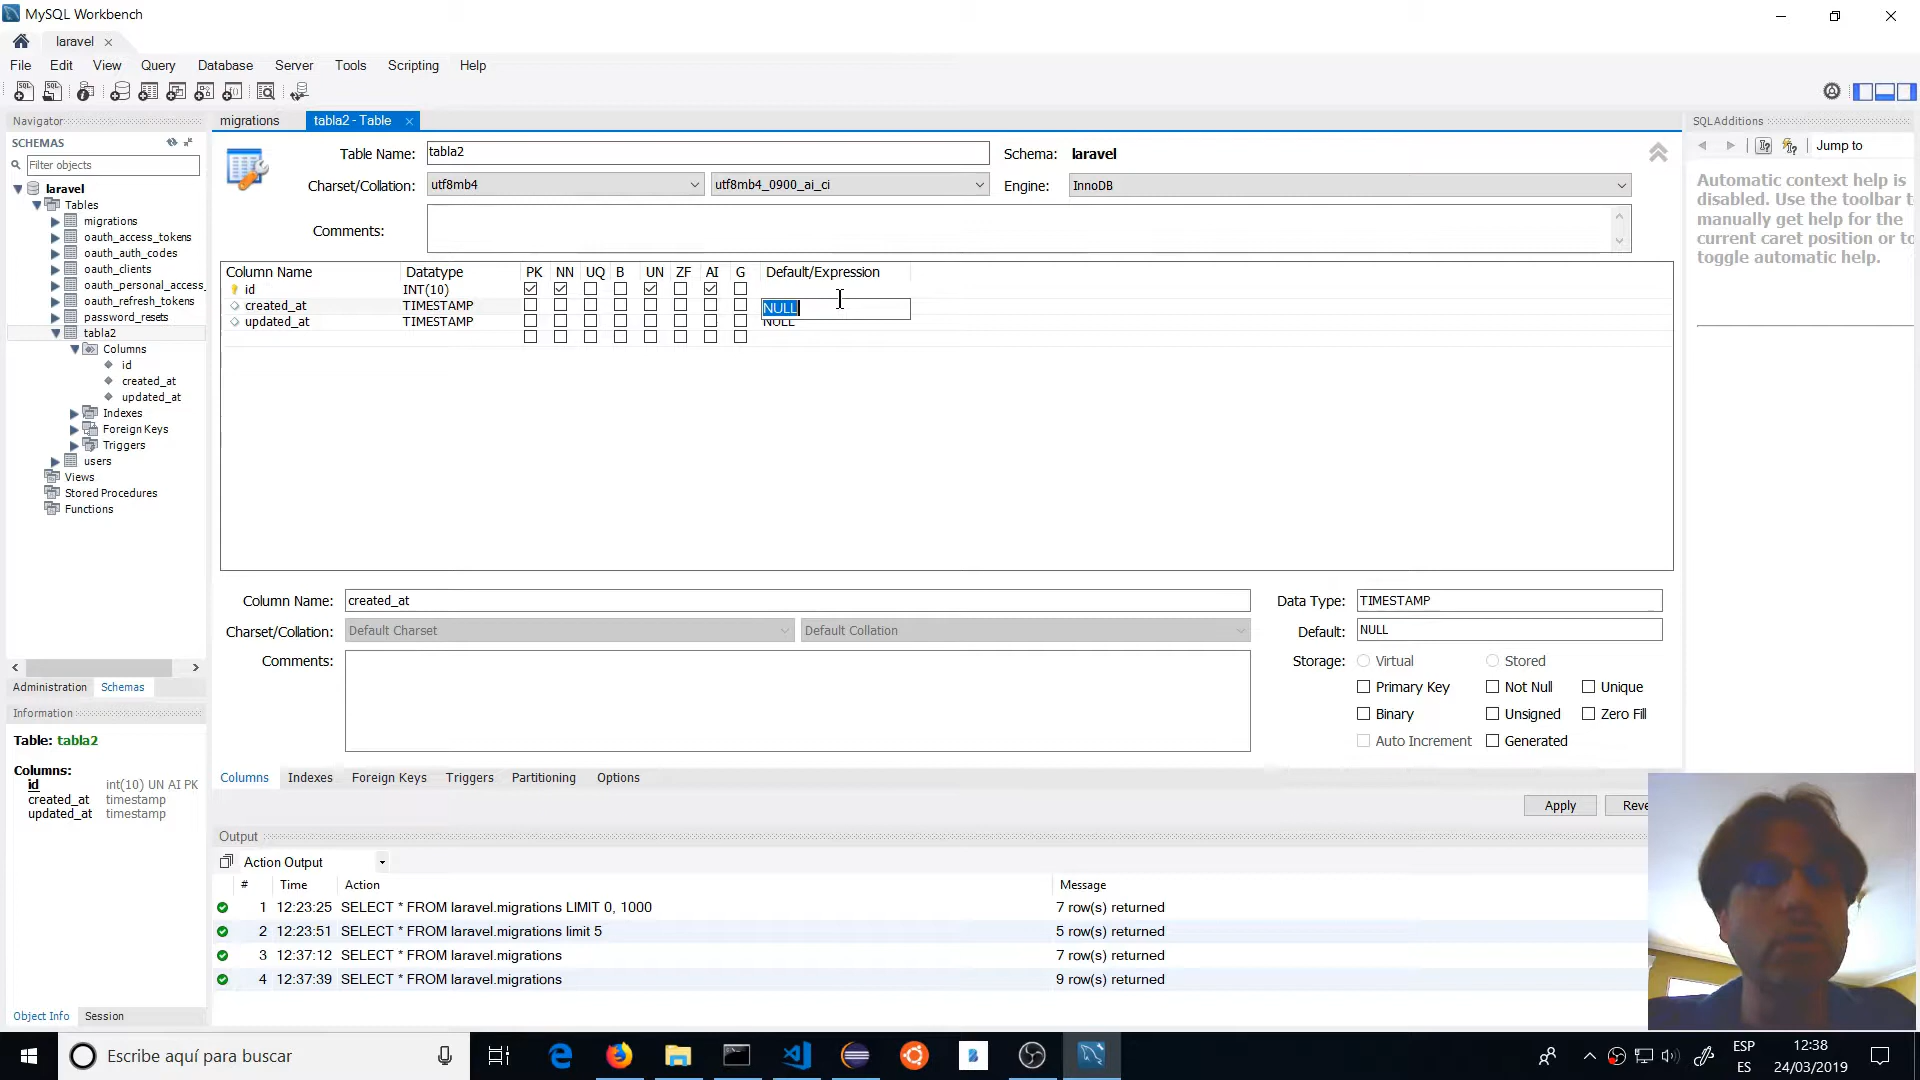 MySQL Workbench
laravel
File Edit View Query Database Server Tools Scripting Help
Navigator
SCHEMAS
Filter objects
laravel
Tables
migrations
oauth_access_tokens
oauth_auth_codes
oauth_clients
oauth_personal_access_
oauth_refresh_tokens
password_resets
tabla2
Columns
id
created_at
updated_at
Indexes
Foreign Keys
Triggers
users
Views
Stored Procedures
Functions
Administration Schemas
Information
Table: tabla2
Columns:
id int(10) UN AI PK
created_at timestamp
updated_at timestamp
Object Info Session
migrations tabla2 - Table
Table Name: tabla2 Schema: laravel
Charset/Collation: utf8mb4 utf8mb4_0900_ai_ci Engine: InnoDB
Comments:
Column Name Datatype PK NN UQ B UN ZF AI G Default/Expression
id INT(10)
created_at TIMESTAMP NULL
updated_at TIMESTAMP NULL
Column Name: created_at Data Type: TIMESTAMP
Charset/Collation: Default Charset Default Collation Default: NULL
Comments: Storage: Virtual Stored
Primary Key Not Null Unique
Binary Unsigned Zero Fill
Auto Increment Generated
Columns Indexes Foreign Keys Triggers Partitioning Options
Apply Reve
Output
Action Output
# Time Action Message
1 12:23:25 SELECT * FROM laravel.migrations LIMIT 0, 1000 7 row(s) returned
2 12:23:51 SELECT * FROM laravel.migrations limit 5 5 row(s) returned
3 12:37:12 SELECT * FROM laravel.migrations 7 row(s) returned
4 12:37:39 SELECT * FROM laravel.migrations 9 row(s) returned
SQLAdditions
Jump to
Automatic context help is
disabled. Use the toolbar t
manually get help for the
current caret position or to
toggle automatic help.
Escribe aquí para buscar
ESP
ES
12:38
24/03/2019